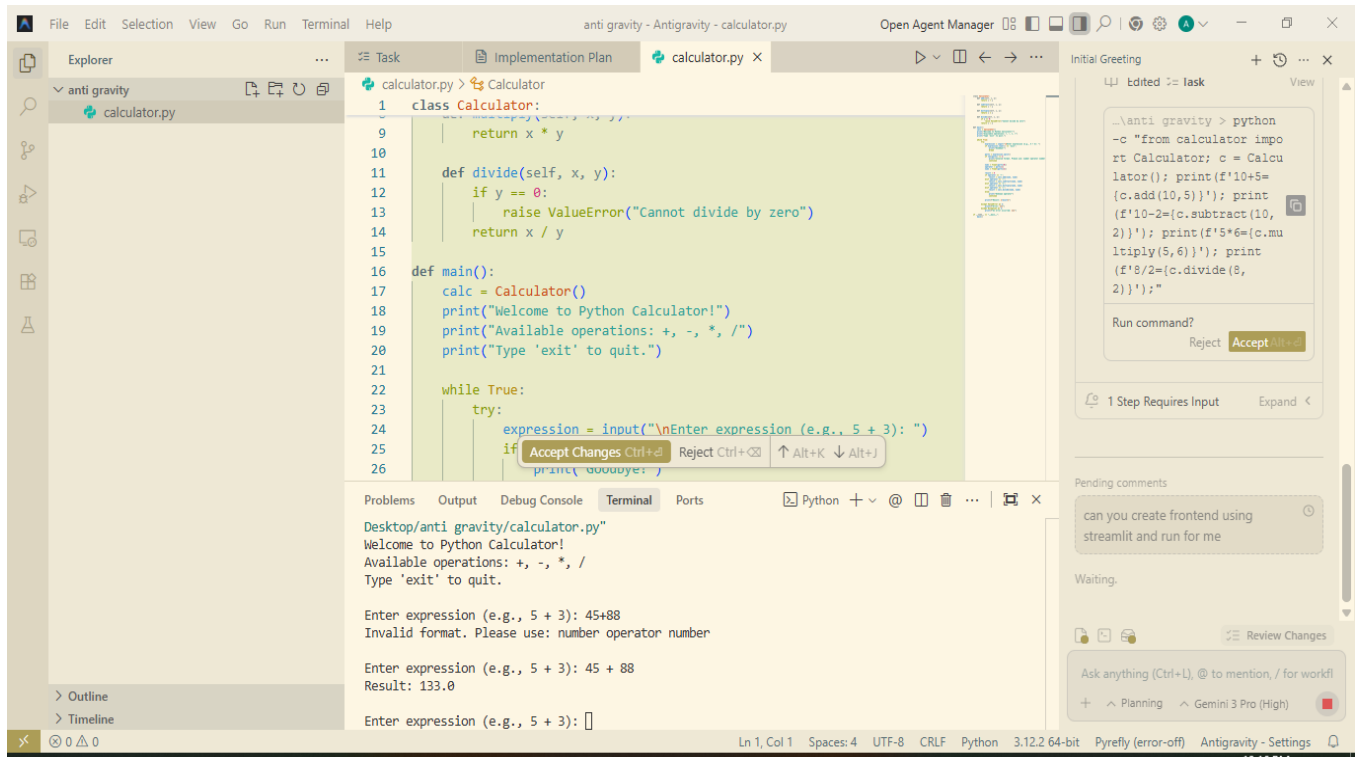 File Edit Selection View Go Run Terminal Help
anti gravity - Antigravity - calculator.py
Open Agent Manager
A
Explorer
anti gravity
calculator.py
Outline
Timeline
Task
Implementation Plan
calculator.py
calculator.py > Calculator
1 class Calculator:
def multiply(self, x, y):
9 return x * y
10
11 def divide(self, x, y):
12 if y == 0:
13 raise ValueError("Cannot divide by zero")
14 return x / y
15
16 def main():
17 calc = Calculator()
18 print("Welcome to Python Calculator!")
19 print("Available operations: +, -, *, /")
20 print("Type 'exit' to quit.")
21
22 while True:
23 try:
24 expression = input("\nEnter expression (e.g., 5 + 3): ")
25 if
26 print("Goodbye!")
Accept Changes Ctrl+⏎ Reject Ctrl+⌫ ↑ Alt+K ↓ Alt+J
Problems Output Debug Console Terminal Ports
Python
Desktop/anti gravity/calculator.py"
Welcome to Python Calculator!
Available operations: +, -, *, /
Type 'exit' to quit.
Enter expression (e.g., 5 + 3): 45+88
Invalid format. Please use: number operator number
Enter expression (e.g., 5 + 3): 45 + 88
Result: 133.0
Enter expression (e.g., 5 + 3):
Initial Greeting
Edited Task View
…\anti gravity > python
-c "from calculator impo
rt Calculator; c = Calcu
lator(); print(f'10+5=
{c.add(10,5)}'); print
(f'10-2={c.subtract(10,
2)}'); print(f'5*6={c.mu
ltiply(5,6)}'); print
(f'8/2={c.divide(8,
2)}');"
Run command?
Reject Accept Alt+⏎
1 Step Requires Input Expand <
Pending comments
can you create frontend using
streamlit and run for me
Waiting.
Review Changes
Ask anything (Ctrl+L), @ to mention, / for workfl
+ ^ Planning ^ Gemini 3 Pro (High)
0 0
Ln 1, Col 1 Spaces: 4 UTF-8 CRLF Python 3.12.2 64-bit Pyrefly (error-off) Antigravity - Settings